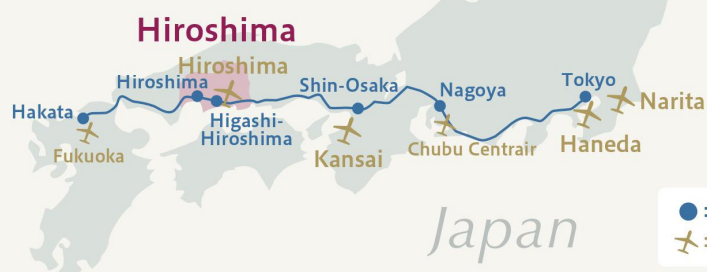 Hiroshima
Hiroshima
Hiroshima
Shin-Osaka
Nagoya
Tokyo
Narita
Hakata
Higashi-
Hiroshima
Fukuoka
Kansai
Chubu Centrair
Haneda
Japan
=
=